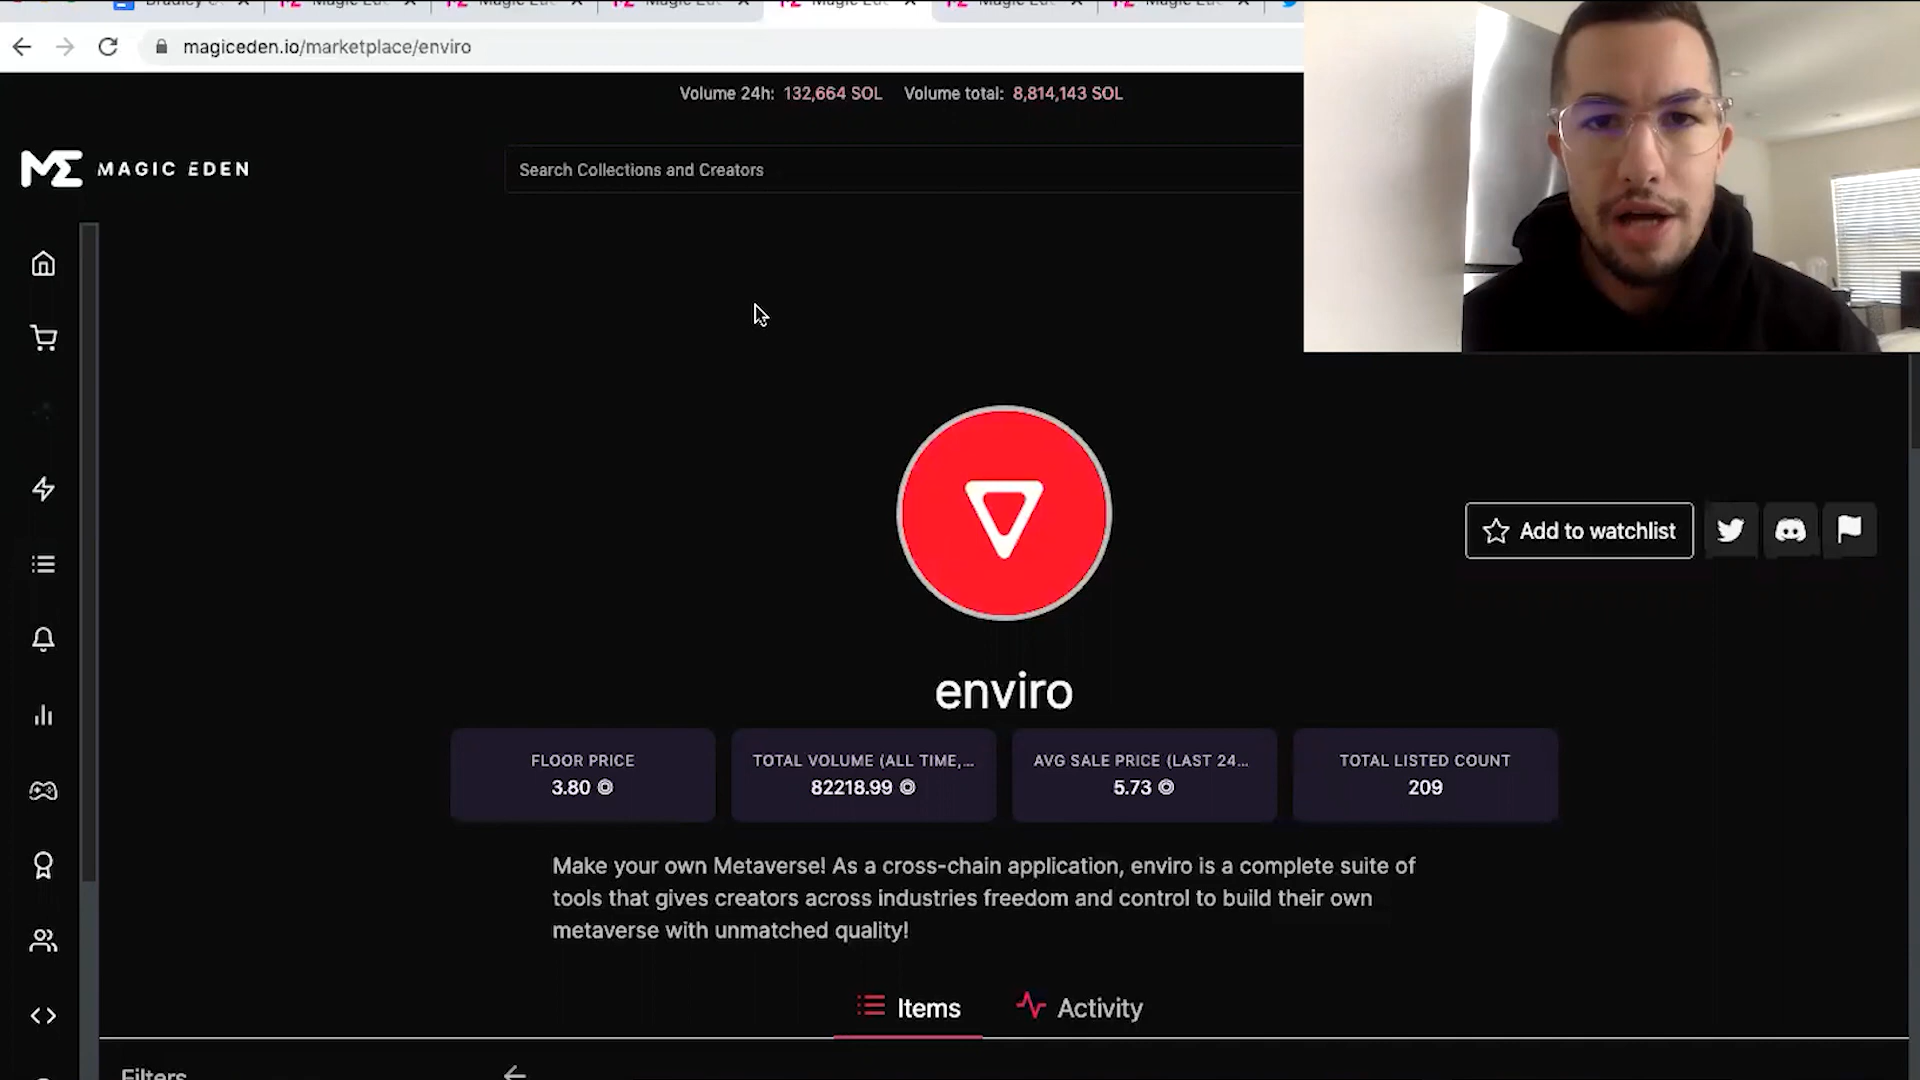 magiceden.io/marketplace/enviro
Volume 24h: 132,664 SOL Volume total: 8,814,143 SOL
ME MAGIC EDEN
Search Collections and Creators
Add to watchlist
enviro
FLOOR PRICE
3.80
TOTAL VOLUME (ALL TIME,...
82218.99
AVG SALE PRICE (LAST 24...
5.73
TOTAL LISTED COUNT
209
Make your own Metaverse! As a cross-chain application, enviro is a complete suite of
tools that gives creators across industries freedom and control to build their own
metaverse with unmatched quality!
Items
Activity
Filters